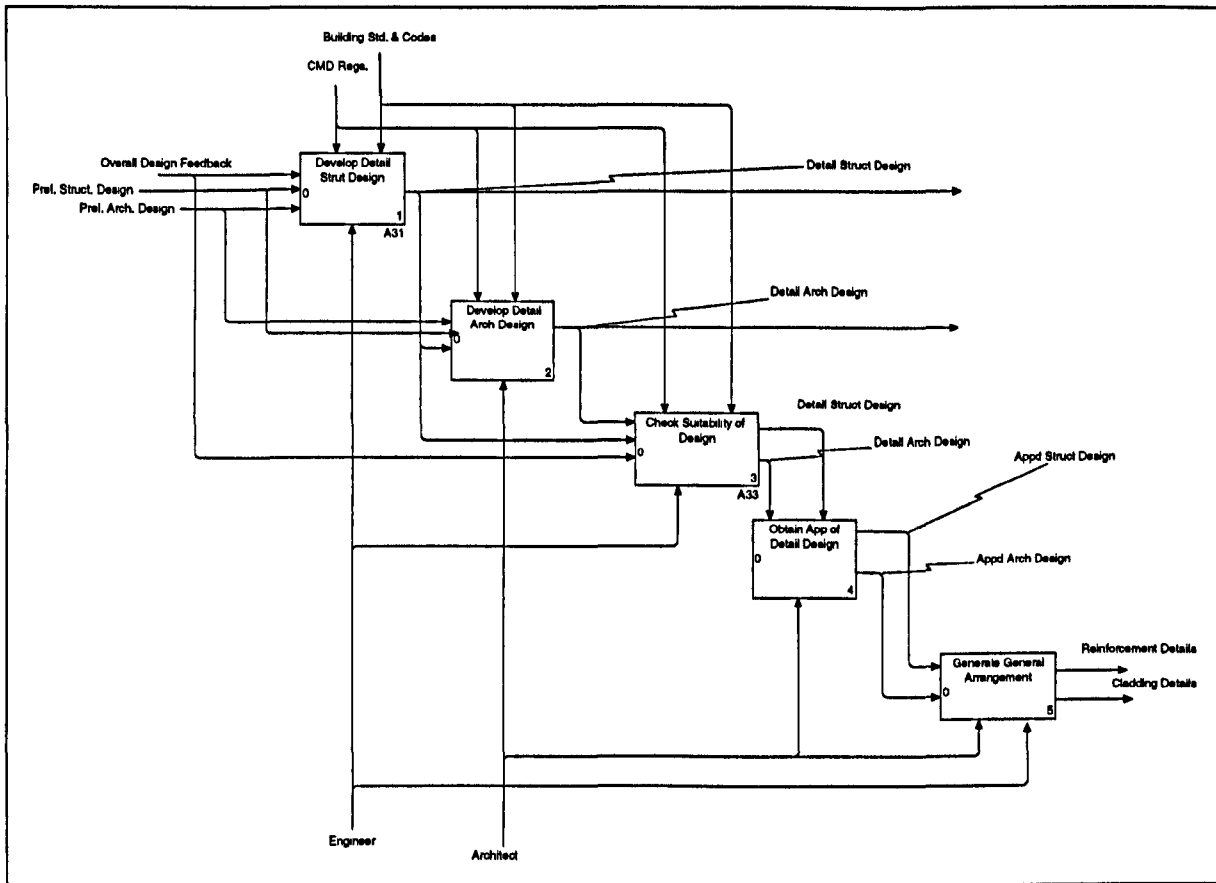 Building Std. & Codes
CMD Regs.
Overall Design Feedback
Prel. Struct. Design
Prel. Arch. Design
Develop Detail
Strut Design
0
1
A31
Detail Struct Design
Develop Detail
Arch Design
0
2
Detail Arch Design
Check Suitability of
Design
0
3
A33
Detail Struct Design
Detail Arch Design
Appd Struct Design
Obtain App of
Detail Design
0
4
Appd Arch Design
Generate General
Arrangement
0
5
Reinforcement Details
Cladding Details
Engineer
Architect